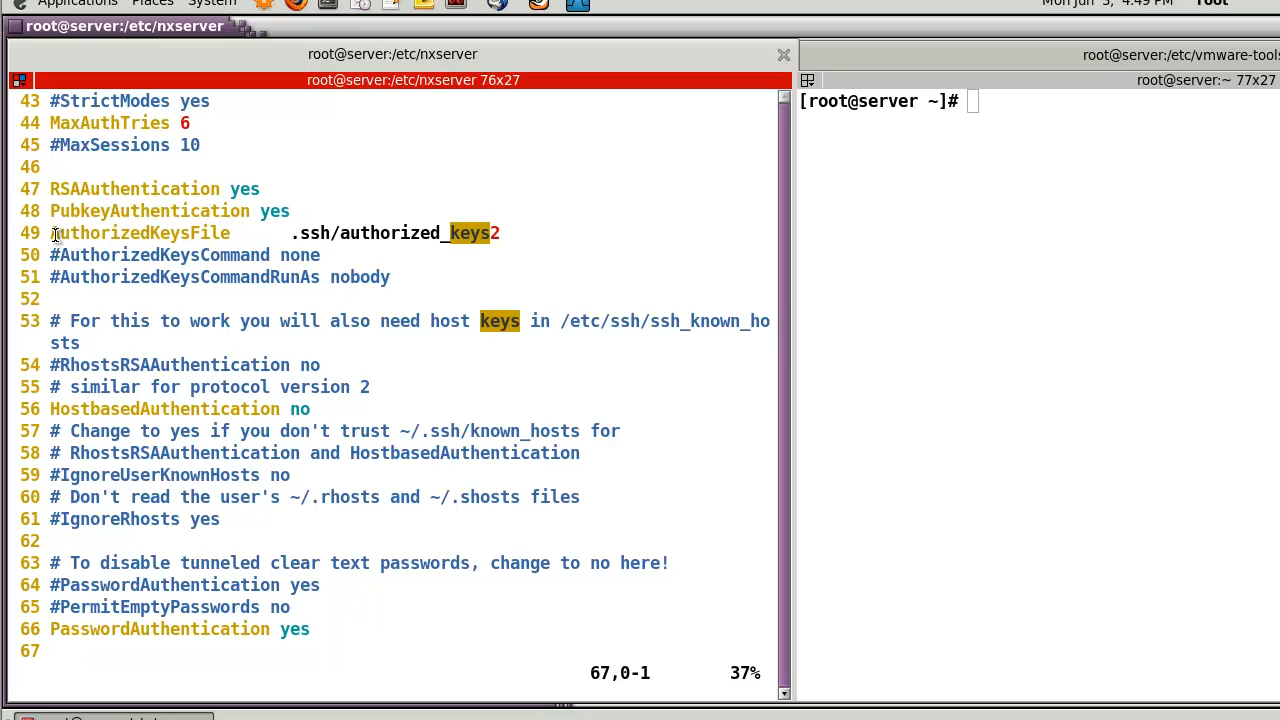 Applications Places System
Mon Jun 3, 4:49 PM root
root@server:/etc/nxserver
root@server:/etc/nxserver
root@server:/etc/vmware-tools
root@server:/etc/nxserver 76x27
root@server:~ 77x27
43 #StrictModes yes
44 MaxAuthTries 6
45 #MaxSessions 10
46
47 RSAAuthentication yes
48 PubkeyAuthentication yes
49 AuthorizedKeysFile .ssh/authorized_keys2
50 #AuthorizedKeysCommand none
51 #AuthorizedKeysCommandRunAs nobody
52
53 # For this to work you will also need host keys in /etc/ssh/ssh_known_ho
sts
54 #RhostsRSAAuthentication no
55 # similar for protocol version 2
56 HostbasedAuthentication no
57 # Change to yes if you don't trust ~/.ssh/known_hosts for
58 # RhostsRSAAuthentication and HostbasedAuthentication
59 #IgnoreUserKnownHosts no
60 # Don't read the user's ~/.rhosts and ~/.shosts files
61 #IgnoreRhosts yes
62
63 # To disable tunneled clear text passwords, change to no here!
64 #PasswordAuthentication yes
65 #PermitEmptyPasswords no
66 PasswordAuthentication yes
67
67,0-1 37%
[root@server ~]#